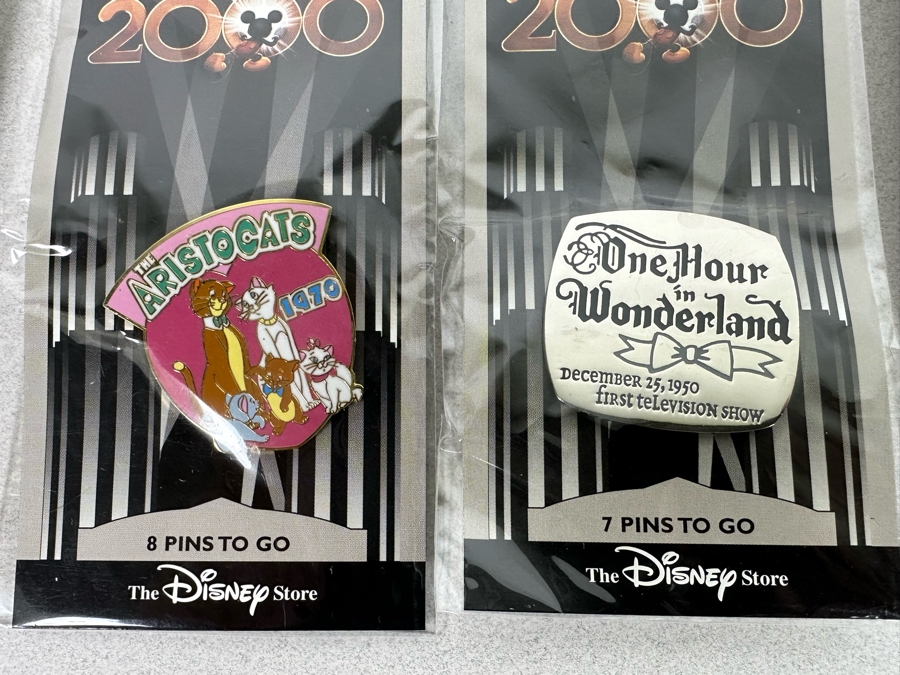 2000
THE
ARISTOCATS
1970
8 PINS TO GO
The Disney Store
2000
One Hour
in
Wonderland
December 25, 1950
first television show
7 PINS TO GO
The Disney Store